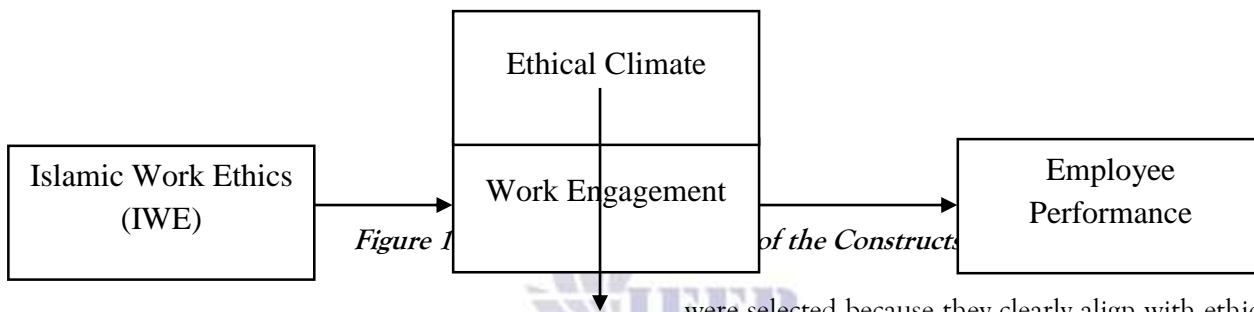 Ethical Climate
Islamic Work Ethics
(IWE)
Work Engagement
Employee
Performance
Figure 1 of the Constructs
were selected because they clearly align with ethic